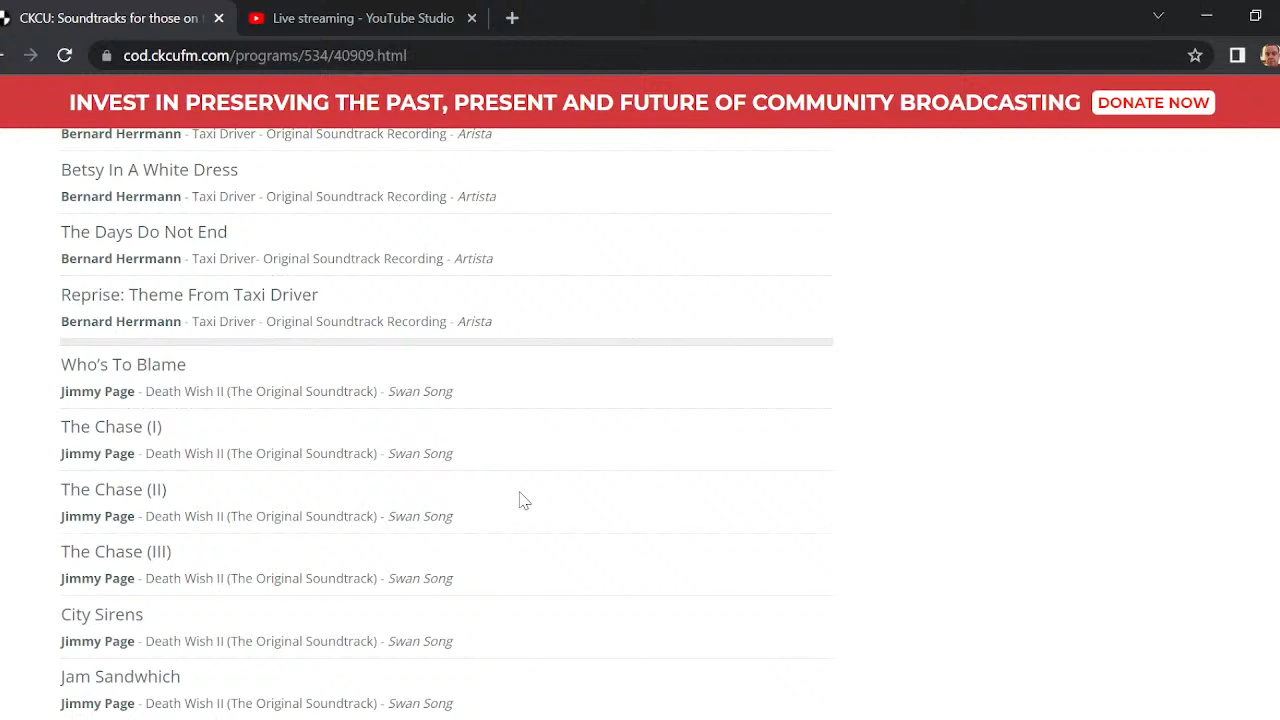 CKCU: Soundtracks for those on t
Live streaming - YouTube Studio
cod.ckcufm.com/programs/534/40909.html
INVEST IN PRESERVING THE PAST, PRESENT AND FUTURE OF COMMUNITY BROADCASTING DONATE NOW
Bernard Herrmann - Taxi Driver - Original Soundtrack Recording - Arista
Betsy In A White Dress
Bernard Herrmann - Taxi Driver - Original Soundtrack Recording - Artista
The Days Do Not End
Bernard Herrmann - Taxi Driver- Original Soundtrack Recording - Artista
Reprise: Theme From Taxi Driver
Bernard Herrmann - Taxi Driver - Original Soundtrack Recording - Arista
Who's To Blame
Jimmy Page - Death Wish II (The Original Soundtrack) - Swan Song
The Chase (I)
Jimmy Page - Death Wish II (The Original Soundtrack) - Swan Song
The Chase (II)
Jimmy Page - Death Wish II (The Original Soundtrack) - Swan Song
The Chase (III)
Jimmy Page - Death Wish II (The Original Soundtrack) - Swan Song
City Sirens
Jimmy Page - Death Wish II (The Original Soundtrack) - Swan Song
Jam Sandwhich
Jimmy Page - Death Wish II (The Original Soundtrack) - Swan Song